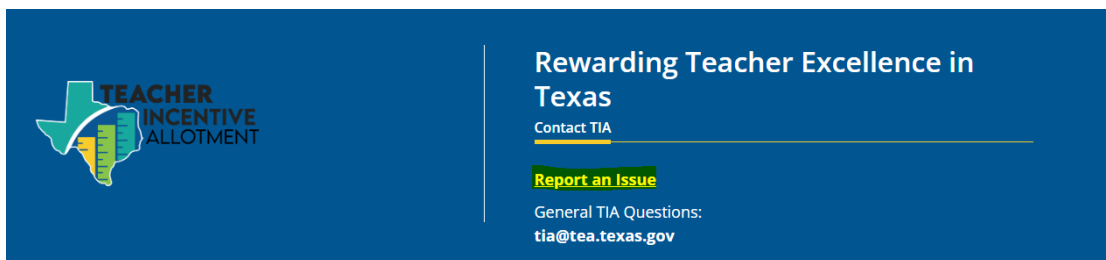 TEACHER
INCENTIVE
ALLOTMENT
Rewarding Teacher Excellence in
Texas
Contact TIA
Report an Issue
General TIA Questions:
tia@tea.texas.gov